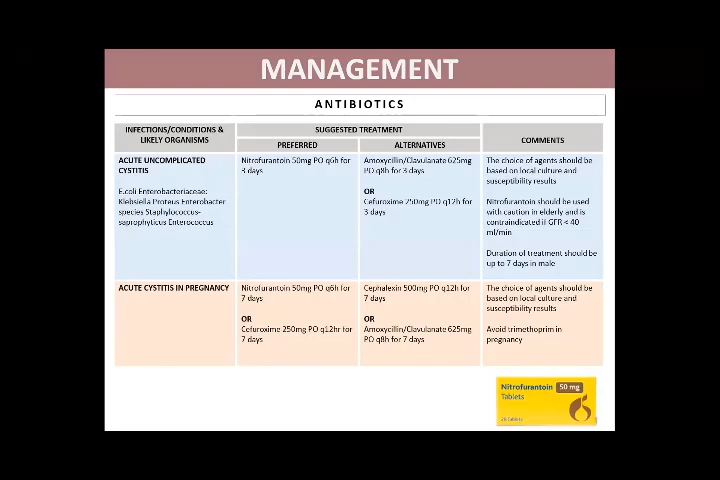 MANAGEMENT
ANTIBIOTICS
INFECTIONS/CONDITIONS &
LIKELY ORGANISMS
SUGGESTED TREATMENT
PREFERRED
ALTERNATIVES
COMMENTS
ACUTE UNCOMPLICATED
CYSTITIS
E.coli Enterobacteriaceae:
Klebsiella Proteus Enterobacter
species Staphylococcus-
saprophyticus Enterococcus
Nitrofurantoin 50mg PO q6h for
3 days
Amoxycillin/Clavulanate 625mg
PO q8h for 3 days
OR
Cefuroxime 250mg PO q12h for
3 days
The choice of agents should be
based on local culture and
susceptibility results
Nitrofurantoin should be used
with caution in elderly and is
contraindicated if GFR < 40
ml/min
Duration of treatment should be
up to 7 days in male
ACUTE CYSTITIS IN PREGNANCY
Nitrofurantoin 50mg PO q6h for
7 days
OR
Cefuroxime 250mg PO q12hr for
7 days
Cephalexin 500mg PO q12h for
7 days
OR
Amoxycillin/Clavulanate 625mg
PO q8h for 7 days
The choice of agents should be
based on local culture and
susceptibility results
Avoid trimethoprim in
pregnancy
Nitrofurantoin 50 mg
Tablets